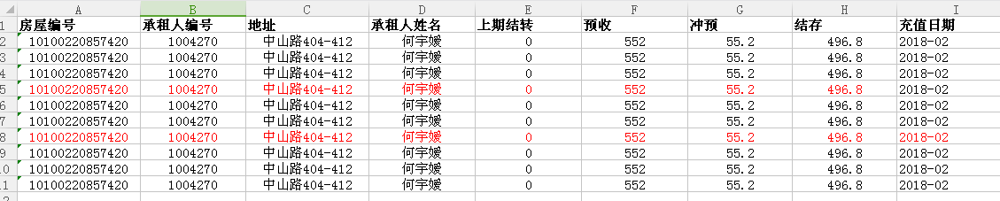 A B C D E F G H I
1 房屋编号 承租人编号 地址 承租人姓名 上期结转 预收 冲预 结存 充值日期
2 10100220857420 1004270 中山路404-412 何宇嫒 0 552 55.2 496.8 2018-02
3 10100220857420 1004270 中山路404-412 何宇嫒 0 552 55.2 496.8 2018-02
4 10100220857420 1004270 中山路404-412 何宇嫒 0 552 55.2 496.8 2018-02
5 10100220857420 1004270 中山路404-412 何宇嫒 0 552 55.2 496.8 2018-02
6 10100220857420 1004270 中山路404-412 何宇嫒 0 552 55.2 496.8 2018-02
7 10100220857420 1004270 中山路404-412 何宇嫒 0 552 55.2 496.8 2018-02
8 10100220857420 1004270 中山路404-412 何宇嫒 0 552 55.2 496.8 2018-02
9 10100220857420 1004270 中山路404-412 何宇嫒 0 552 55.2 496.8 2018-02
10 10100220857420 1004270 中山路404-412 何宇嫒 0 552 55.2 496.8 2018-02
11 10100220857420 1004270 中山路404-412 何宇嫒 0 552 55.2 496.8 2018-02